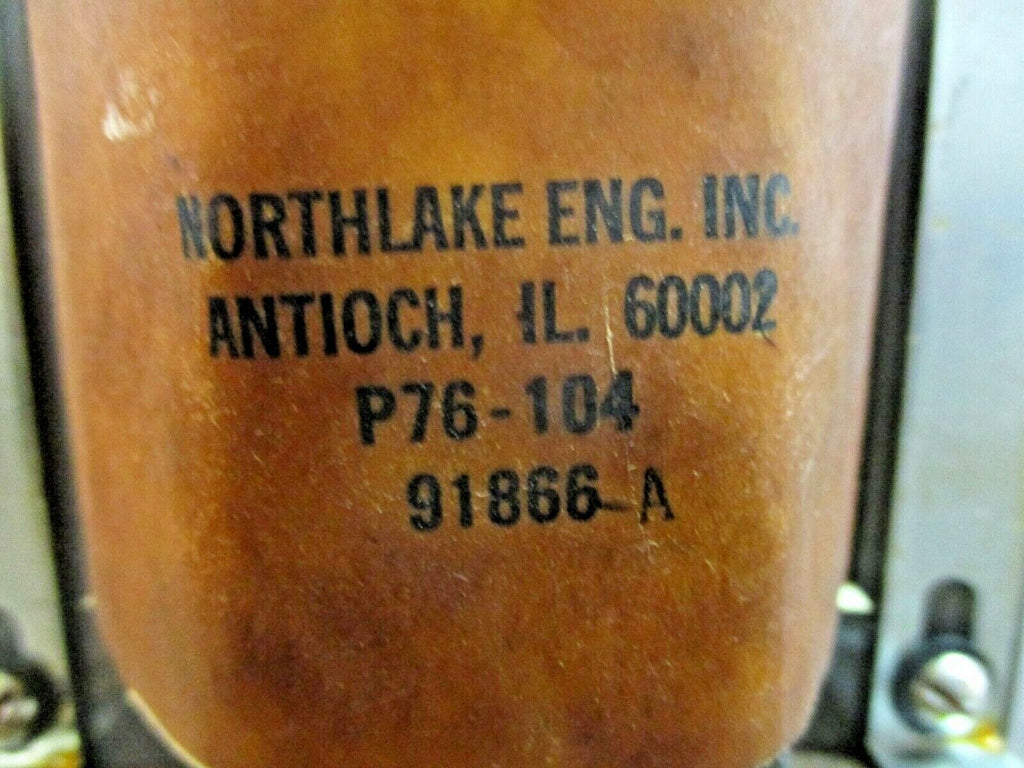 NORTHLAKE ENG. INC.
ANTIOCH, IL. 60002
P76-104
91866-A